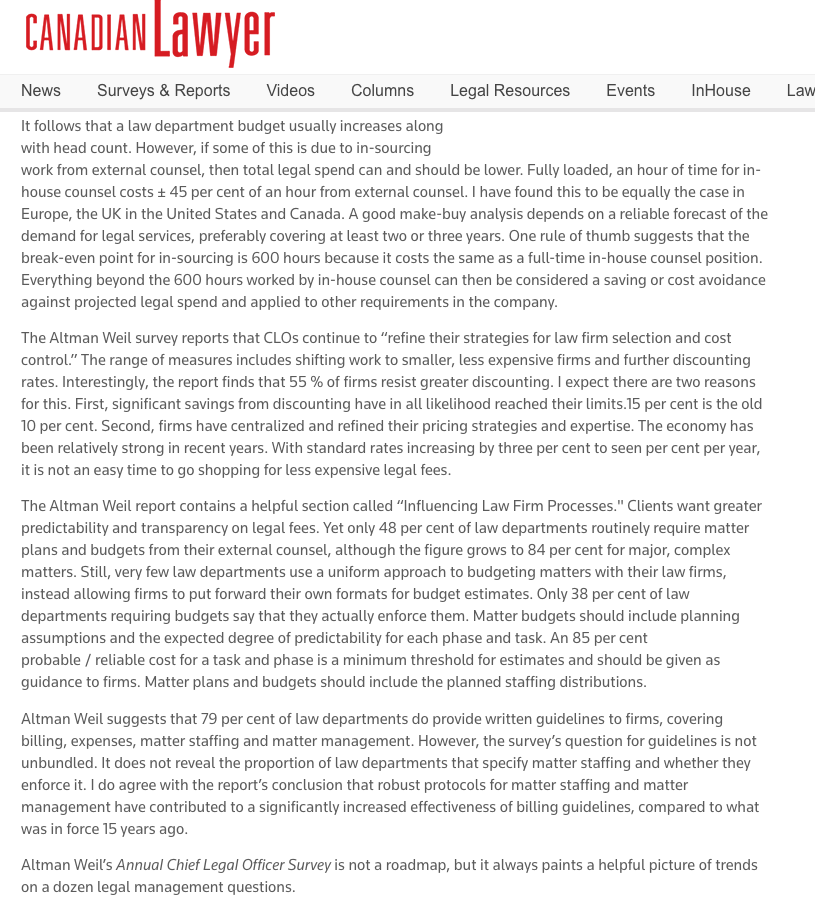 CANADIAN Lawyer
News Surveys & Reports Videos Columns Legal Resources Events InHouse Law
It follows that a law department budget usually increases along
with head count. However, if some of this is due to in-sourcing
work from external counsel, then total legal spend can and should be lower. Fully loaded, an hour of time for in-
house counsel costs ± 45 per cent of an hour from external counsel. I have found this to be equally the case in
Europe, the UK in the United States and Canada. A good make-buy analysis depends on a reliable forecast of the
demand for legal services, preferably covering at least two or three years. One rule of thumb suggests that the
break-even point for in-sourcing is 600 hours because it costs the same as a full-time in-house counsel position.
Everything beyond the 600 hours worked by in-house counsel can then be considered a saving or cost avoidance
against projected legal spend and applied to other requirements in the company.
The Altman Weil survey reports that CLOs continue to “refine their strategies for law firm selection and cost
control.” The range of measures includes shifting work to smaller, less expensive firms and further discounting
rates. Interestingly, the report finds that 55 % of firms resist greater discounting. I expect there are two reasons
for this. First, significant savings from discounting have in all likelihood reached their limits.15 per cent is the old
10 per cent. Second, firms have centralized and refined their pricing strategies and expertise. The economy has
been relatively strong in recent years. With standard rates increasing by three per cent to seen per cent per year,
it is not an easy time to go shopping for less expensive legal fees.
The Altman Weil report contains a helpful section called “Influencing Law Firm Processes." Clients want greater
predictability and transparency on legal fees. Yet only 48 per cent of law departments routinely require matter
plans and budgets from their external counsel, although the figure grows to 84 per cent for major, complex
matters. Still, very few law departments use a uniform approach to budgeting matters with their law firms,
instead allowing firms to put forward their own formats for budget estimates. Only 38 per cent of law
departments requiring budgets say that they actually enforce them. Matter budgets should include planning
assumptions and the expected degree of predictability for each phase and task. An 85 per cent
probable / reliable cost for a task and phase is a minimum threshold for estimates and should be given as
guidance to firms. Matter plans and budgets should include the planned staffing distributions.
Altman Weil suggests that 79 per cent of law departments do provide written guidelines to firms, covering
billing, expenses, matter staffing and matter management. However, the survey’s question for guidelines is not
unbundled. It does not reveal the proportion of law departments that specify matter staffing and whether they
enforce it. I do agree with the report’s conclusion that robust protocols for matter staffing and matter
management have contributed to a significantly increased effectiveness of billing guidelines, compared to what
was in force 15 years ago.
Altman Weil’s Annual Chief Legal Officer Survey is not a roadmap, but it always paints a helpful picture of trends
on a dozen legal management questions.